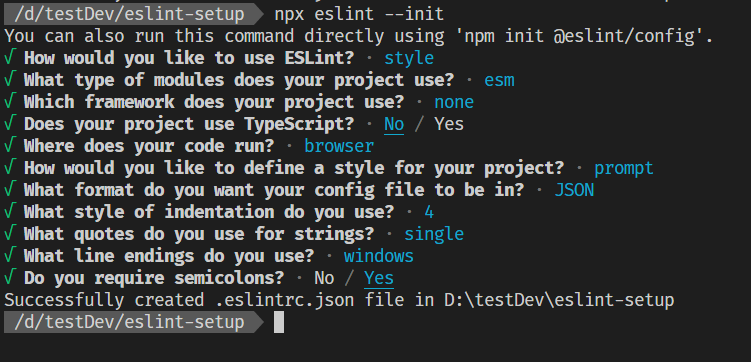 /d/testDev/eslint-setup npx eslint --init
You can also run this command directly using 'npm init @eslint/config'.
√ How would you like to use ESLint? · style
√ What type of modules does your project use? · esm
√ Which framework does your project use? · none
√ Does your project use TypeScript? · No / Yes
√ Where does your code run? · browser
√ How would you like to define a style for your project? · prompt
√ What format do you want your config file to be in? · JSON
√ What style of indentation do you use? · 4
√ What quotes do you use for strings? · single
√ What line endings do you use? · windows
√ Do you require semicolons? · No / Yes
Successfully created .eslintrc.json file in D:\testDev\eslint-setup
/d/testDev/eslint-setup